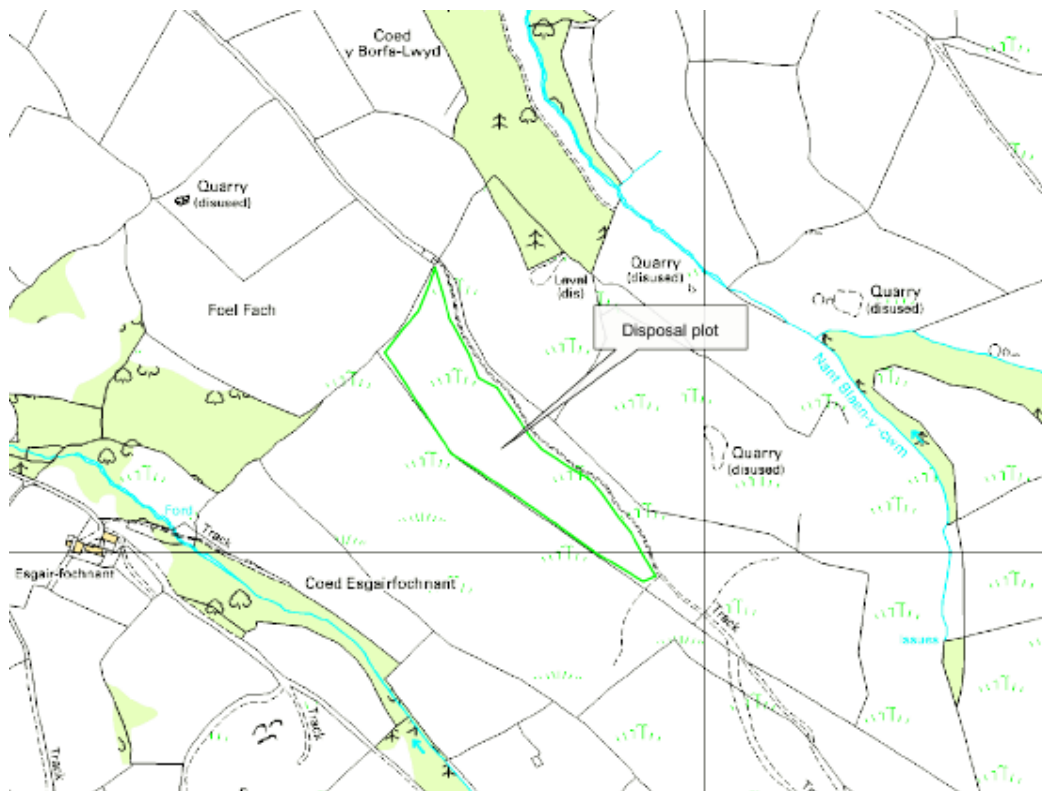 Coed
y Borfa-Lwyd
Quarry
(disused)
Foel Fach
Level
(dis)
Quarry
(disused)
Quarry
(disused)
Disposal plot
Nant Blaen-y-cwm
Quarry
(disused)
Ford
Track
Esgair-fochnant
Coed Esgairfochnant
Issues
Track
Track
Track